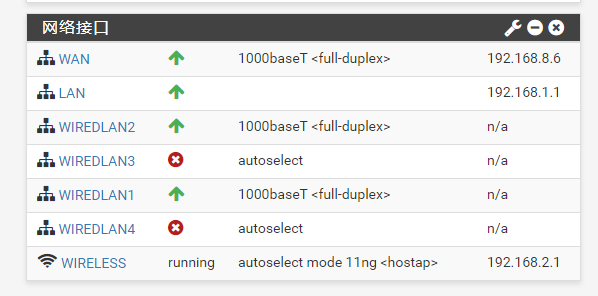 网络接口
WAN 1000baseT <full-duplex> 192.168.8.6
LAN 192.168.1.1
WIREDLAN2 1000baseT <full-duplex> n/a
WIREDLAN3 autoselect n/a
WIREDLAN1 1000baseT <full-duplex> n/a
WIREDLAN4 autoselect n/a
WIRELESS running autoselect mode 11ng <hostap> 192.168.2.1